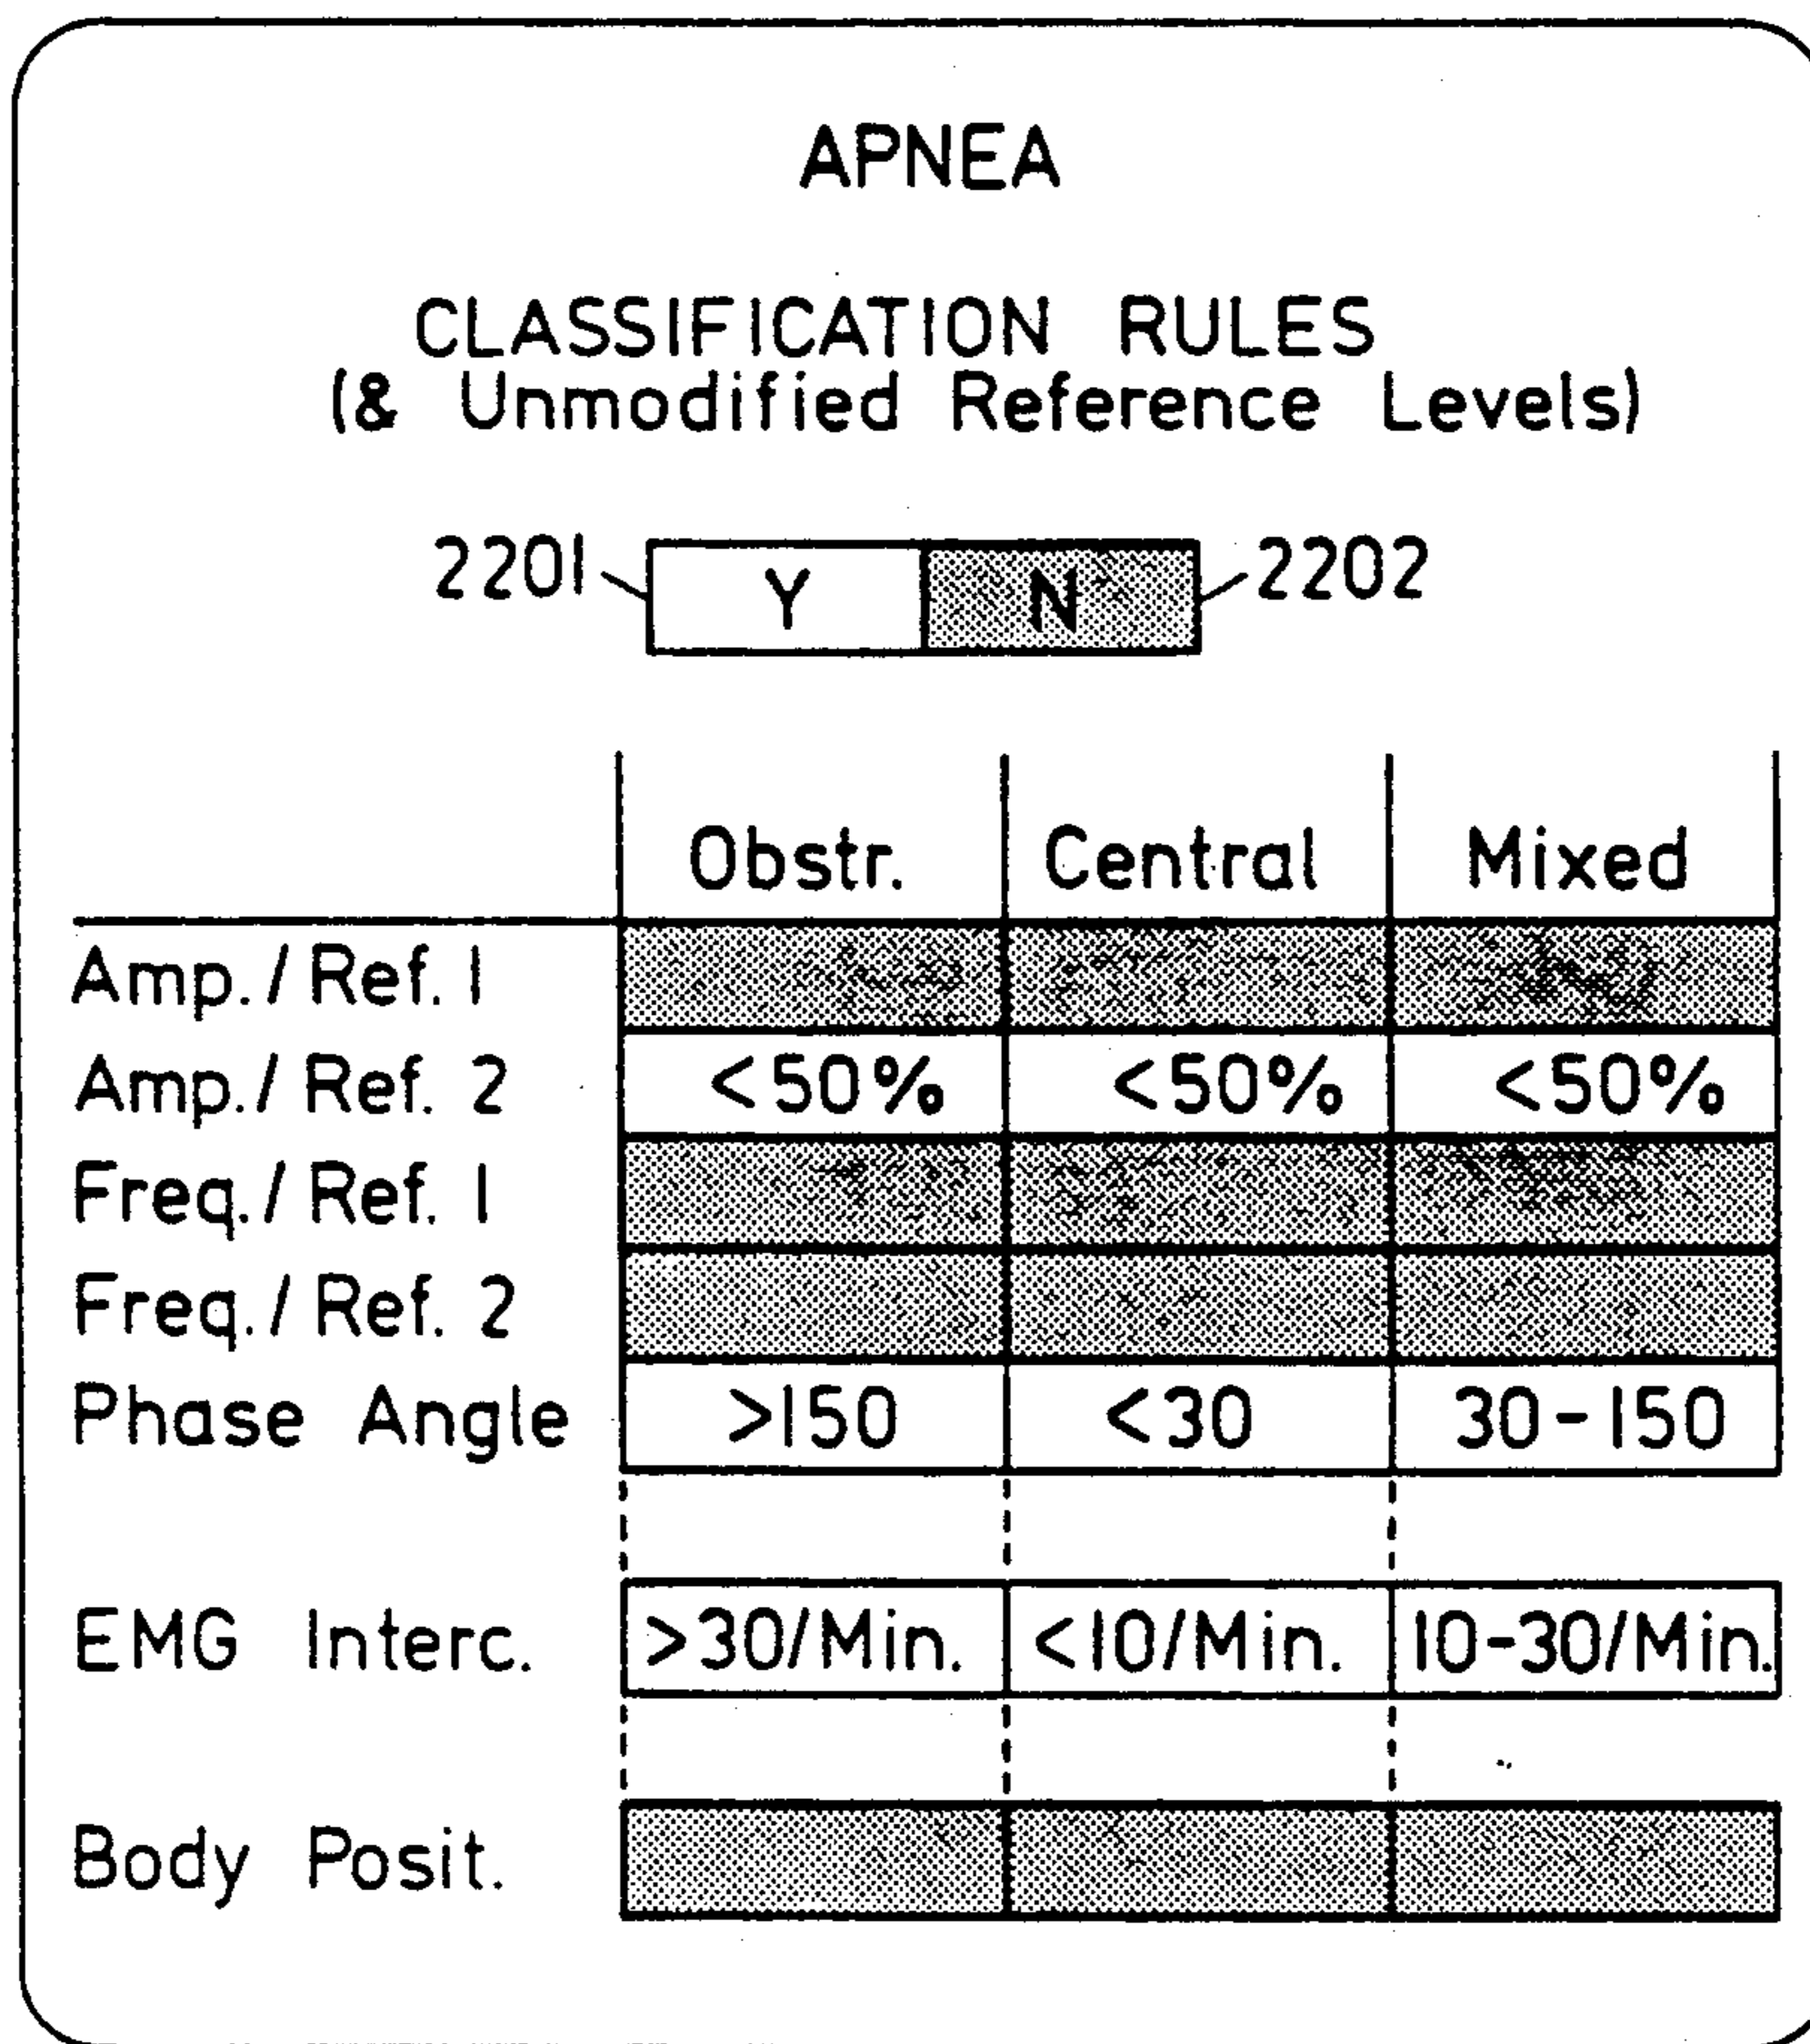 APNEA
CLASSIFICATION RULES
(& Unmodified Reference Levels)
2201 Y N 2202
Obstr. Central Mixed
Amp./Ref. 1
Amp./Ref. 2 <50% <50% <50%
Freq./Ref. 1
Freq./Ref. 2
Phase Angle >150 <30 30-150
EMG Interc. >30/Min. <10/Min. 10-30/Min.
Body Posit.